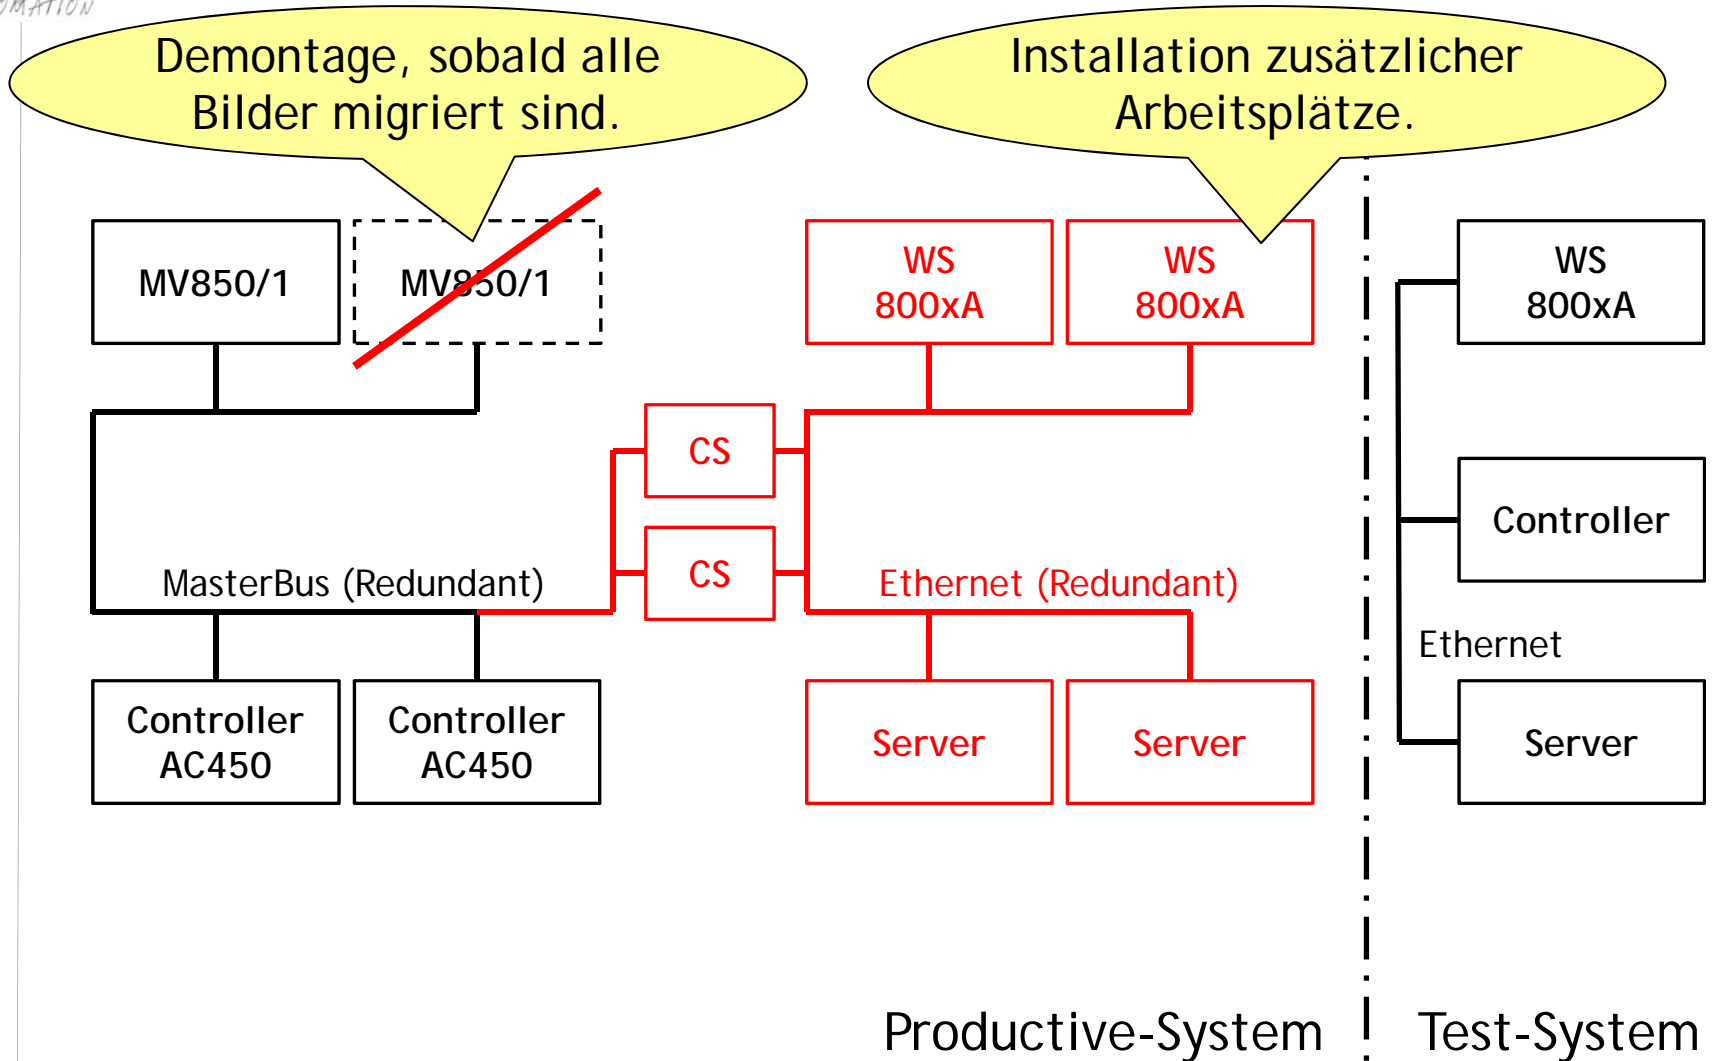 Demontage, sobald alle
Bilder migriert sind.
Installation zusätzlicher
Arbeitsplätze.
MV850/1
MV850/1
WS
800xA
WS
800xA
WS
800xA
CS
Controller
CS
MasterBus (Redundant)
Ethernet (Redundant)
Ethernet
Controller
AC450
Controller
AC450
Server
Server
Server
Productive-System
Test-System